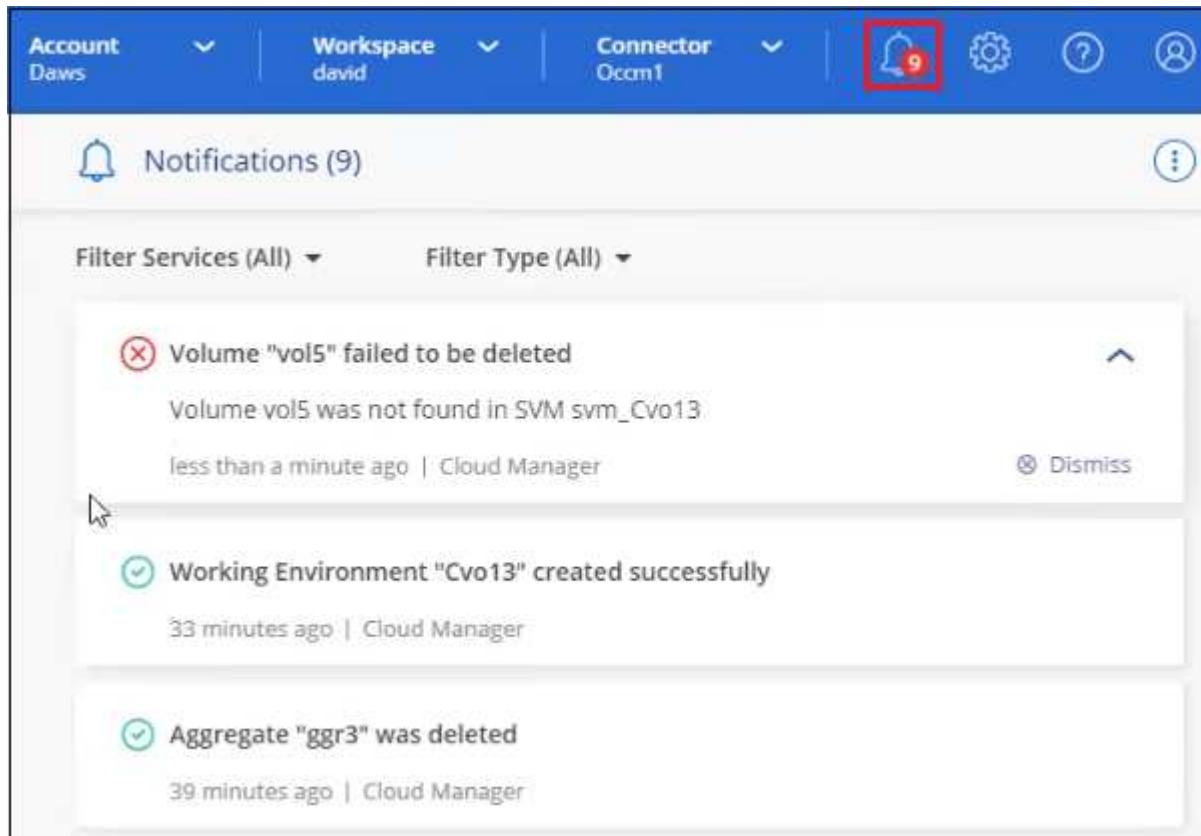 Account Workspace Connector
Daws david Occm1
9
Notifications (9)
Filter Services (All) Filter Type (All)
Volume "vol5" failed to be deleted
Volume vol5 was not found in SVM svm_Cvo13
less than a minute ago | Cloud Manager Dismiss
Working Environment "Cvo13" created successfully
33 minutes ago | Cloud Manager
Aggregate "ggr3" was deleted
39 minutes ago | Cloud Manager